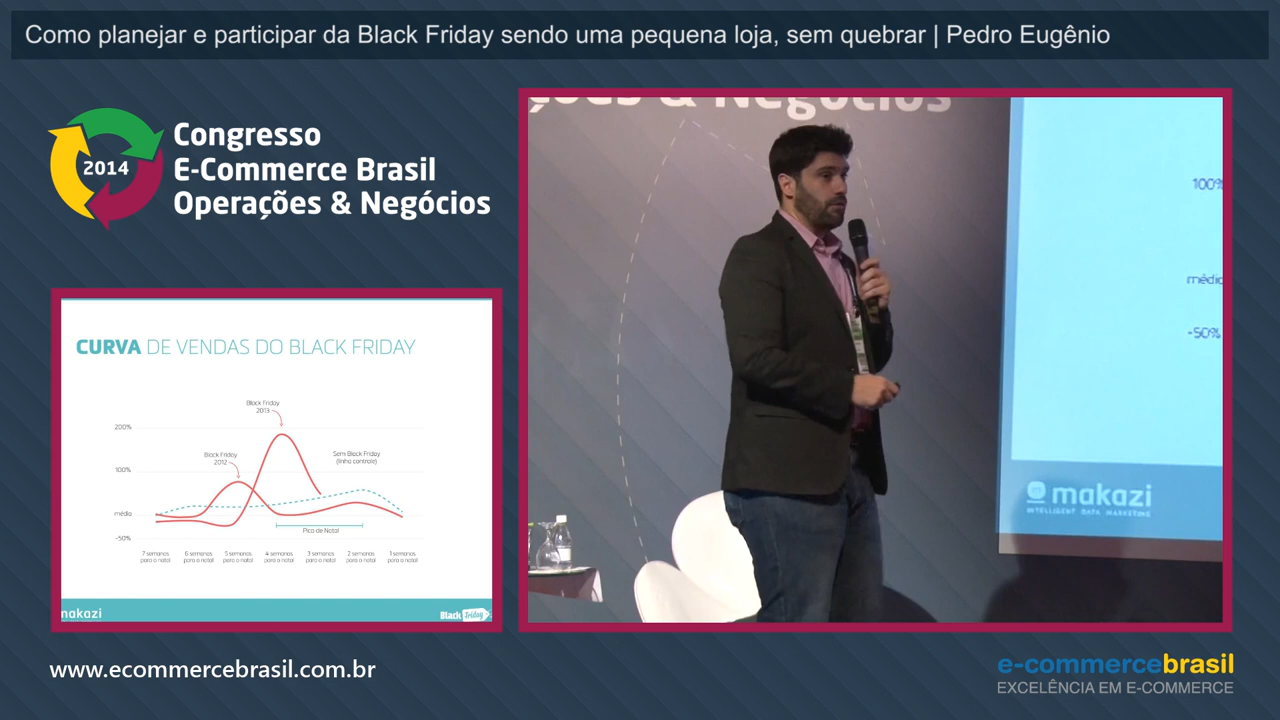 Como planejar e participar da Black Friday sendo uma pequena loja, sem quebrar | Pedro Eugênio
2014
Congresso
E-Commerce Brasil
Operações & Negócios
ções & Negócios
100%
médio
-50%
makazi
INTELLIGENT DATA MARKETING
CURVA DE VENDAS DO BLACK FRIDAY
Black Friday
2013
200%
Black Friday
2012
Sem Black Friday
(linha controle)
100%
média
Pico de Natal
-50%
7 semanas
para o natal
6 semanas
para o natal
5 semanas
para o natal
4 semanas
para o natal
3 semanas
para o natal
2 semanas
para o natal
1 semanas
para o natal
makazi
Black Friday
www.ecommercebrasil.com.br
e-commercebrasil
EXCELÊNCIA EM E-COMMERCE